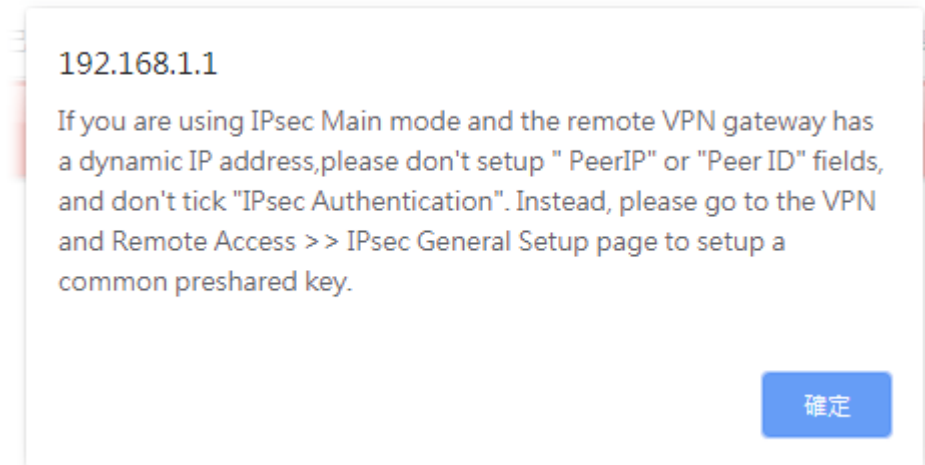 192.168.1.1
If you are using IPsec Main mode and the remote VPN gateway has
a dynamic IP address,please don't setup " PeerIP" or "Peer ID" fields,
and don't tick "IPsec Authentication". Instead, please go to the VPN
and Remote Access >> IPsec General Setup page to setup a
common preshared key.
確定